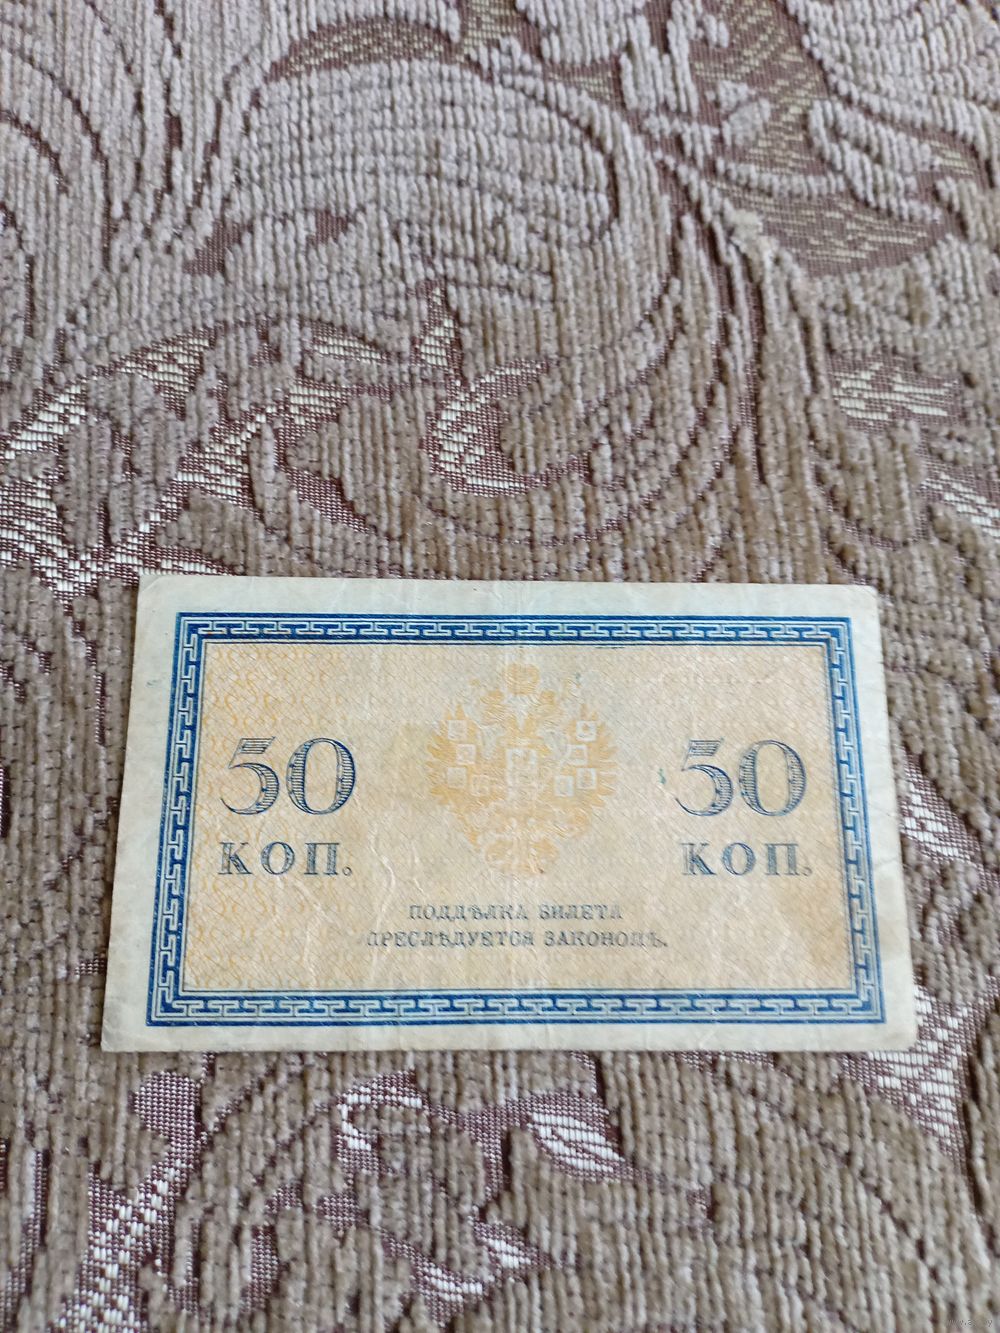 50 50
КОП. КОП.
ПОДДѢЛКА БИЛЕТА
ПРЕСЛѢДУЕТСЯ ЗАКОНОМЪ.